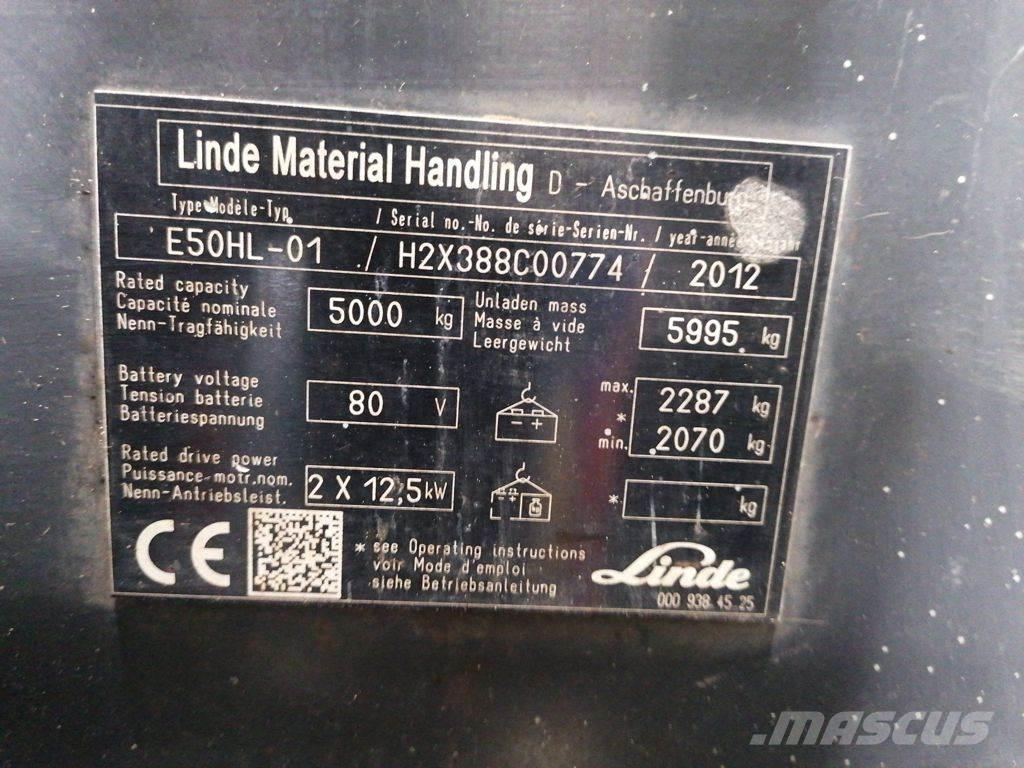 Linde Material Handling D - Aschaffenburg
Type-Modèle-Typ / Serial no.-No. de série-Serien-Nr. / year-année-Baujahr
E50HL-01 / H2X388C00774 / 2012
Rated capacity
Capacité nominale
Nenn-Tragfähigkeit
5000 kg
Unladen mass
Masse à vide
Leergewicht
5995 kg
Battery voltage
Tension batterie
Batteriespannung
80 V
- +
max. 2287 kg
*
min. 2070 kg
Rated drive power
Puissance-motr.nom.
Nenn-Antriebsleist.
2 X 12,5 kW
- + kg
* kg
CE
* see Operating instructions
voir Mode d'emploi
siehe Betriebsanleitung
Linde
000 938 45 25
MASCUS